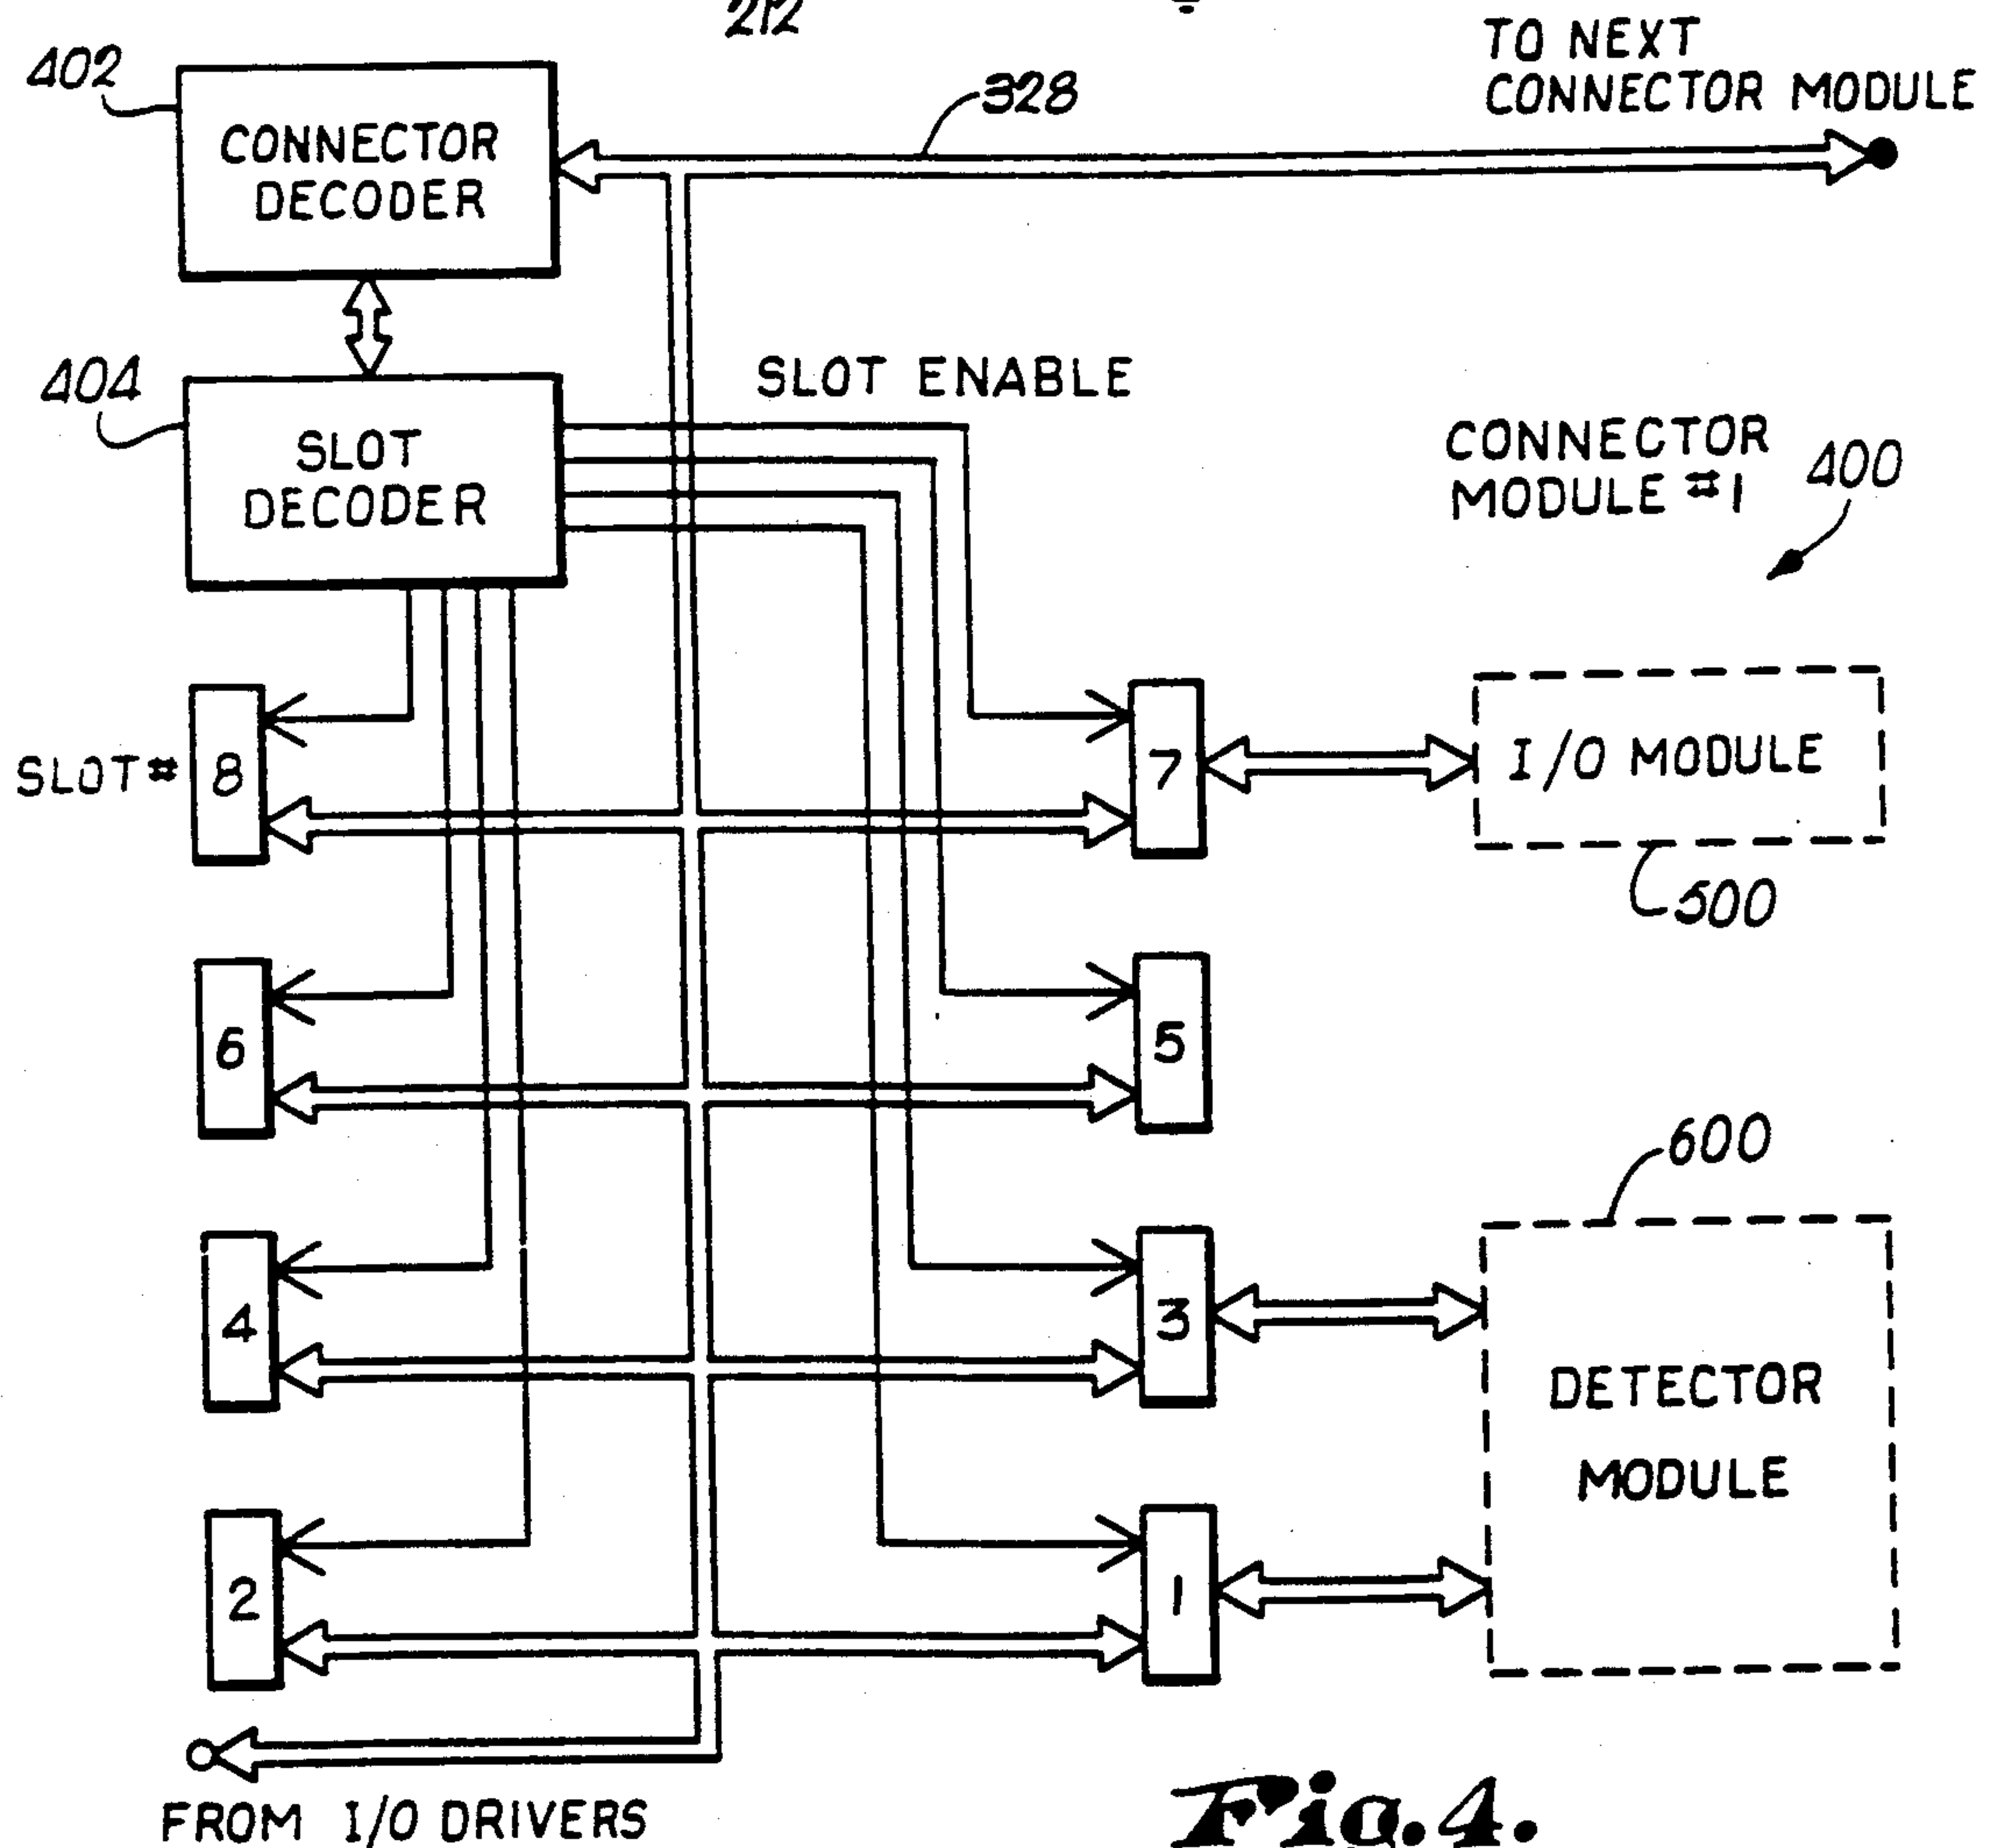 212
402
CONNECTOR
DECODER
328
TO NEXT
CONNECTOR MODULE
404
SLOT
DECODER
SLOT ENABLE
CONNECTOR
MODULE #1
400
SLOT# 8
7
I/O MODULE
500
6
5
600
4
3
DETECTOR
MODULE
2
1
FROM I/O DRIVERS
Fig.4.